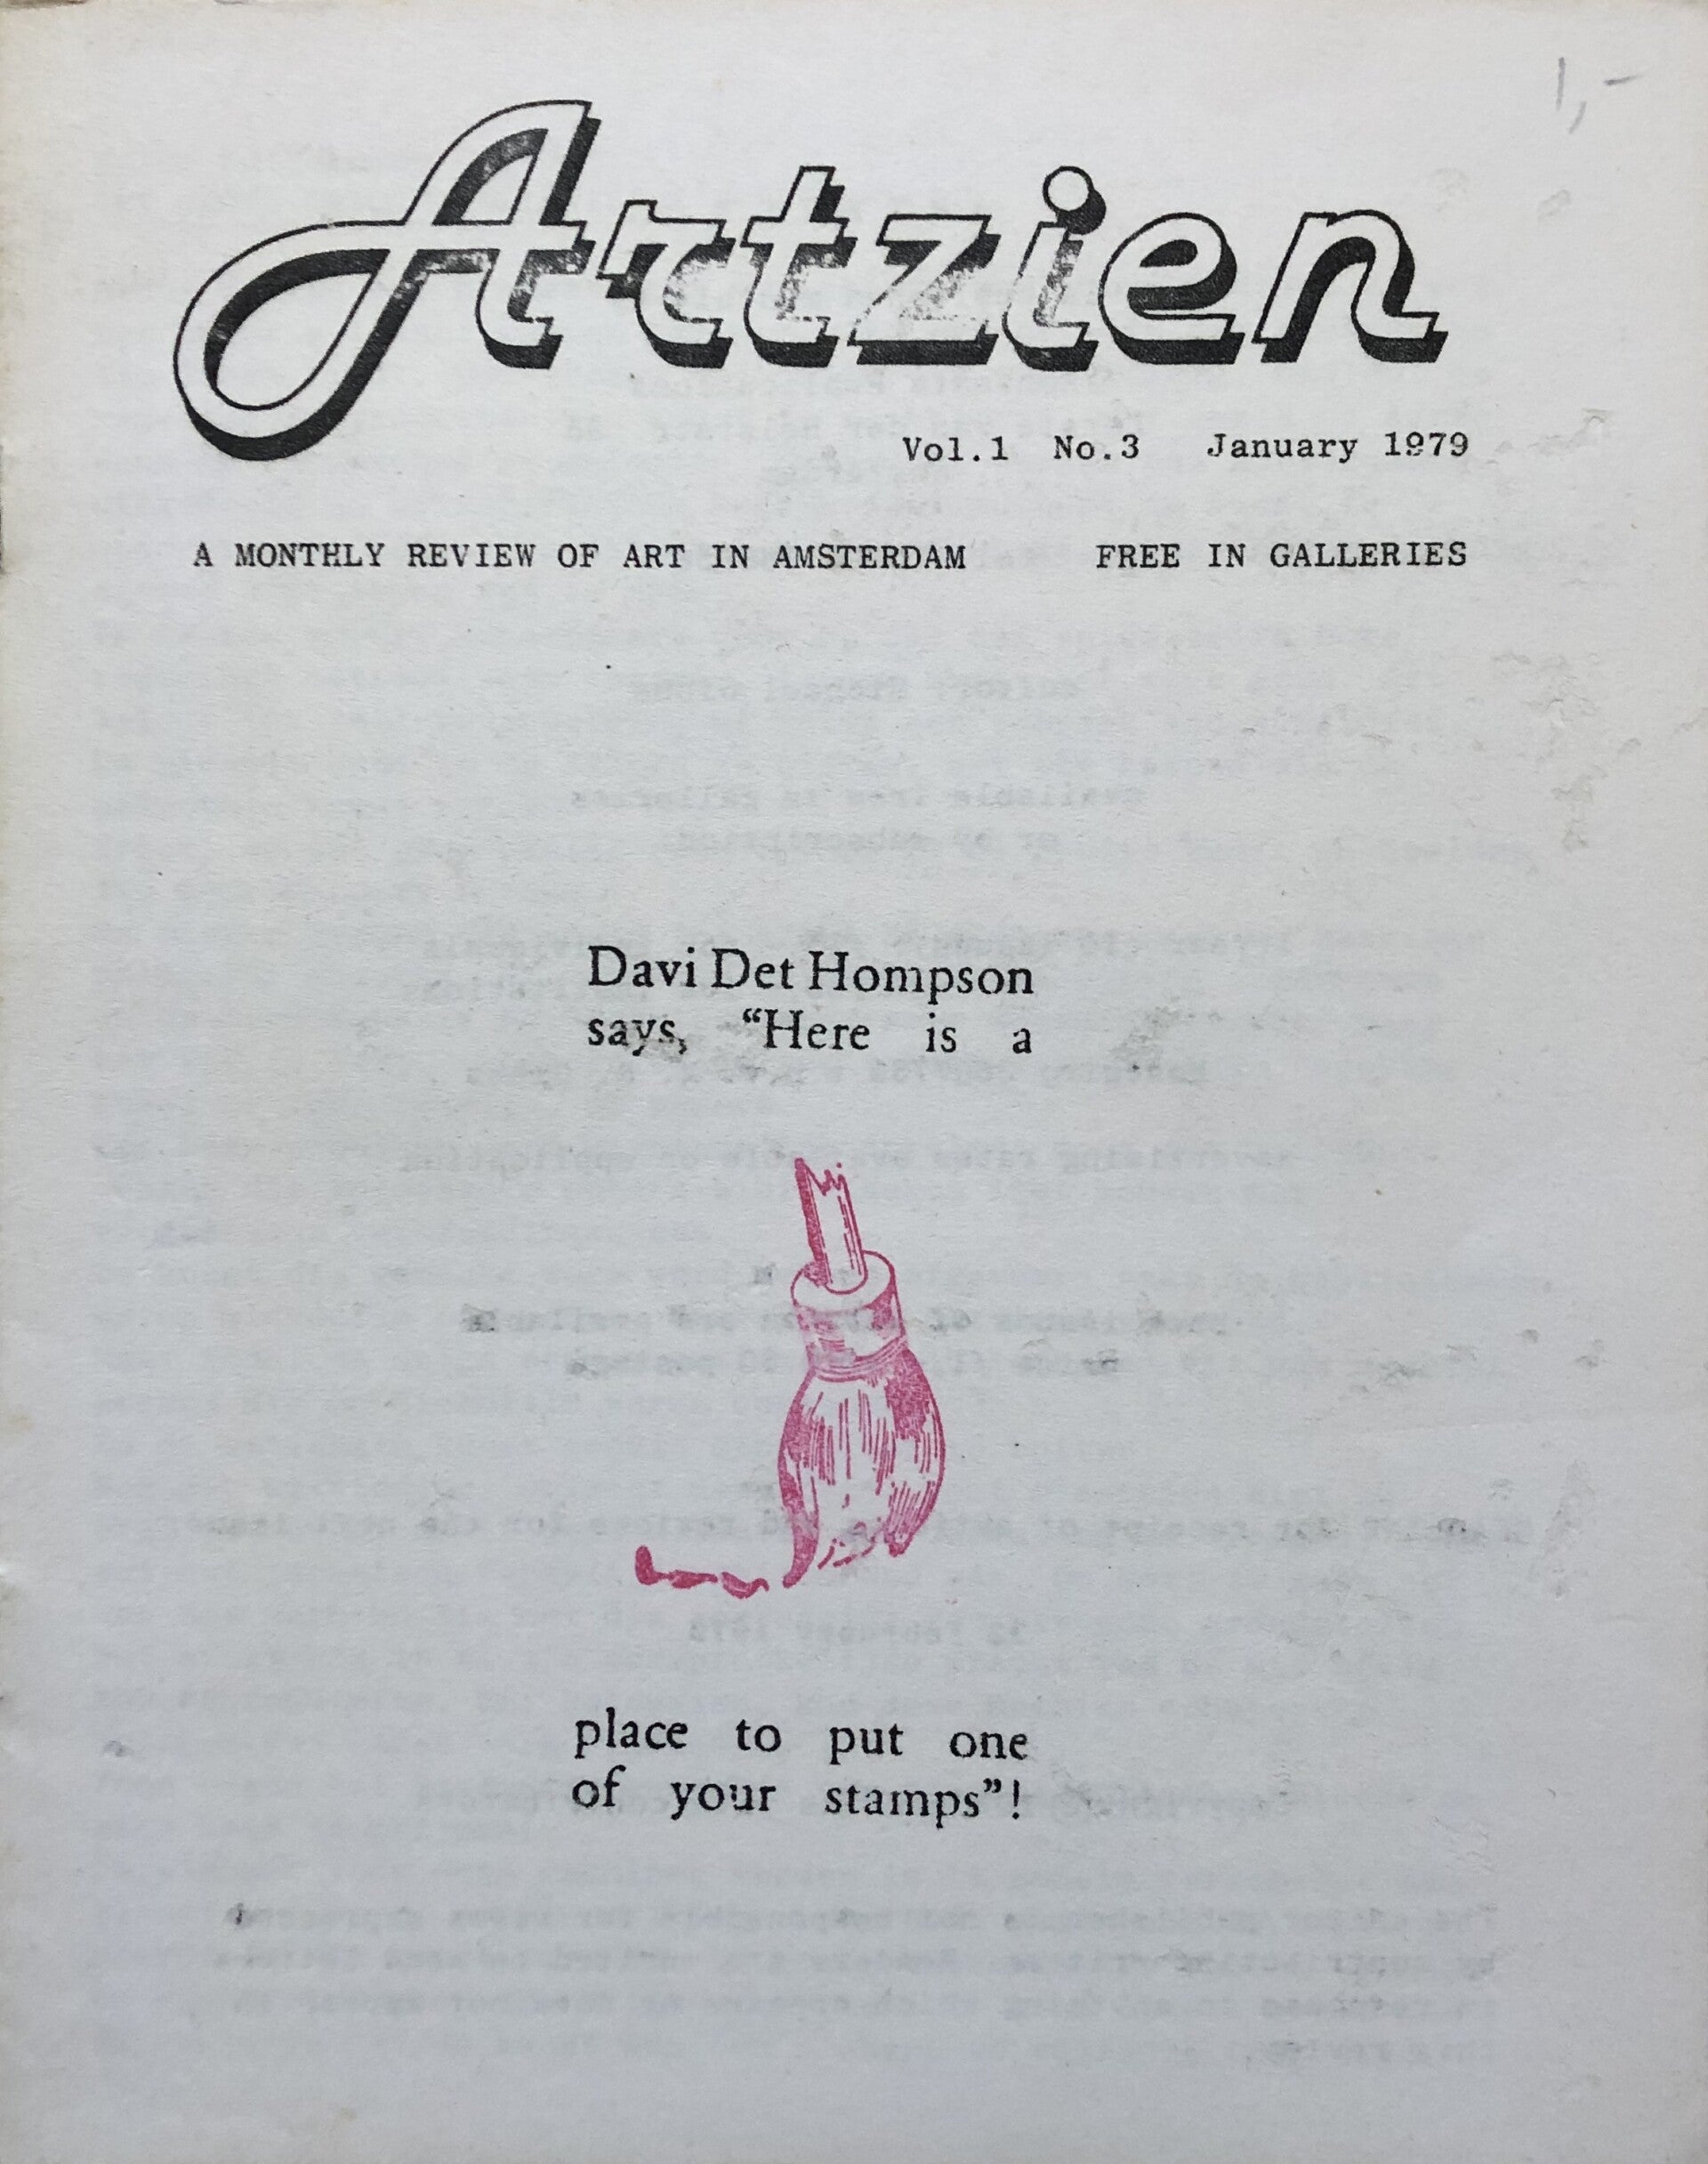 1,-
Artzien
Vol.1 No.3 January 1979
A MONTHLY REVIEW OF ART IN AMSTERDAM FREE IN GALLERIES
Davi Det Hompson
says, “Here is a
place to put one
of your stamps”!